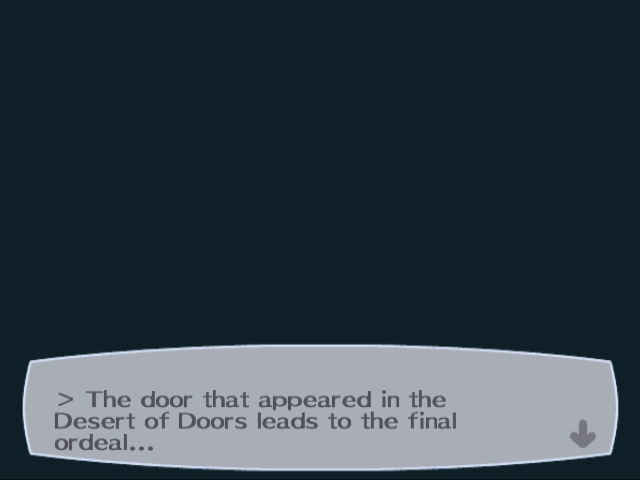 > The door that appeared in the
Desert of Doors leads to the final
ordeal...